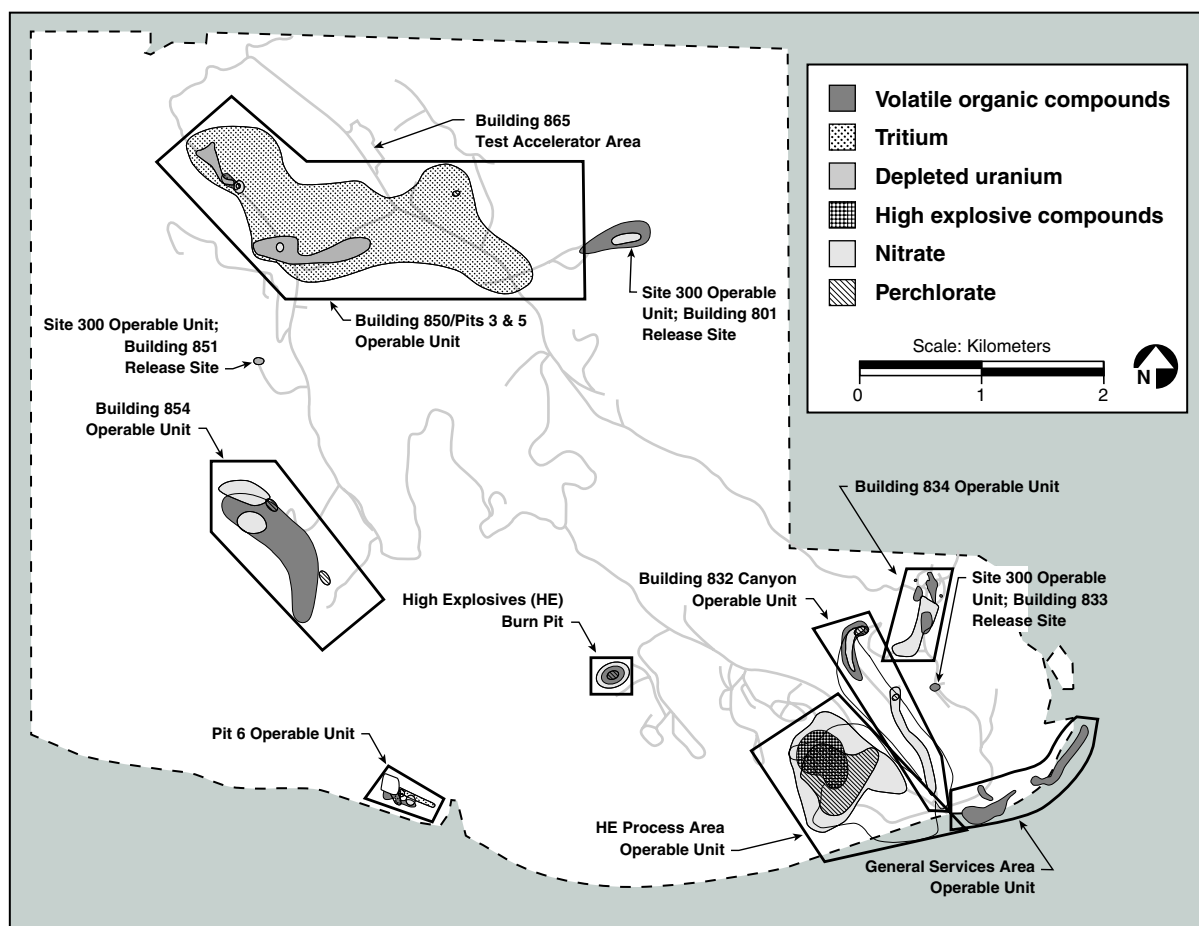 Building 865
Test Accelerator Area
Volatile organic compounds
Tritium
Depleted uranium
High explosive compounds
Nitrate
Perchlorate
Scale: Kilometers
0 1 2
N
Site 300 Operable
Unit; Building 801
Release Site
Building 850/Pits 3 & 5
Operable Unit
Site 300 Operable Unit;
Building 851
Release Site
Building 854
Operable Unit
Building 834 Operable Unit
Building 832 Canyon
Operable Unit
Site 300 Operable
Unit; Building 833
Release Site
High Explosives (HE)
Burn Pit
Pit 6 Operable Unit
HE Process Area
Operable Unit
General Services Area
Operable Unit